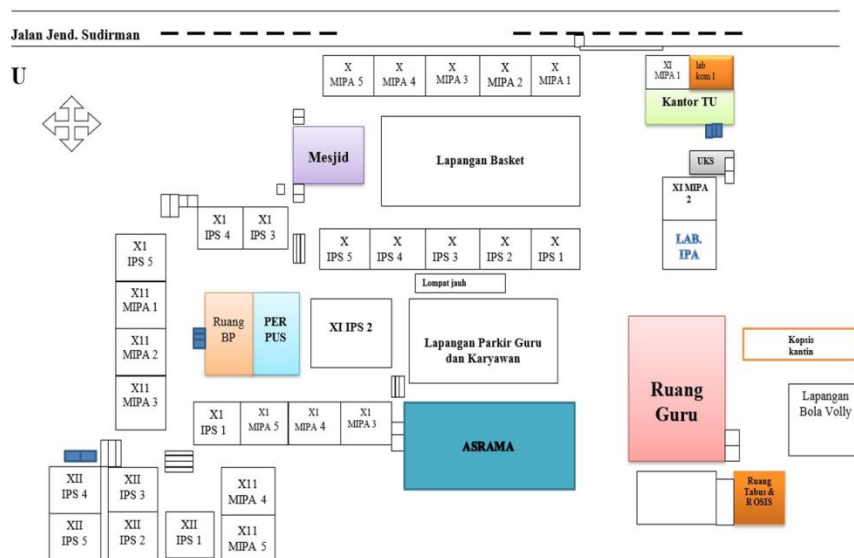 Jalan Jend. Sudirman
U
X
MIPA 5
X
MIPA 4
X
MIPA 3
X
MIPA 2
X
MIPA 1
XI
MIPA 1
lab
kom 1
Kantor TU
Mesjid
Lapangan Basket
UKS
XI MIPA
2
LAB.
IPA
X1
IPS 4
X1
IPS 3
X
IPS 5
X
IPS 4
X
IPS 3
X
IPS 2
X
IPS 1
X1
IPS 5
Lompat jauh
X11
MIPA 1
Ruang
BP
PER
PUS
XI IPS 2
Lapangan Parkir Guru
dan Karyawan
X11
MIPA 2
Ruang
Guru
Kopsis
kantin
X11
MIPA 3
Lapangan
Bola Volly
X1
IPS 1
X1
MIPA 5
X1
MIPA 4
X1
MIPA 3
ASRAMA
XII
IPS 4
XII
IPS 3
X11
MIPA 4
Ruang
Tabus &
ROSIS
XII
IPS 5
XII
IPS 2
XII
IPS 1
X11
MIPA 5